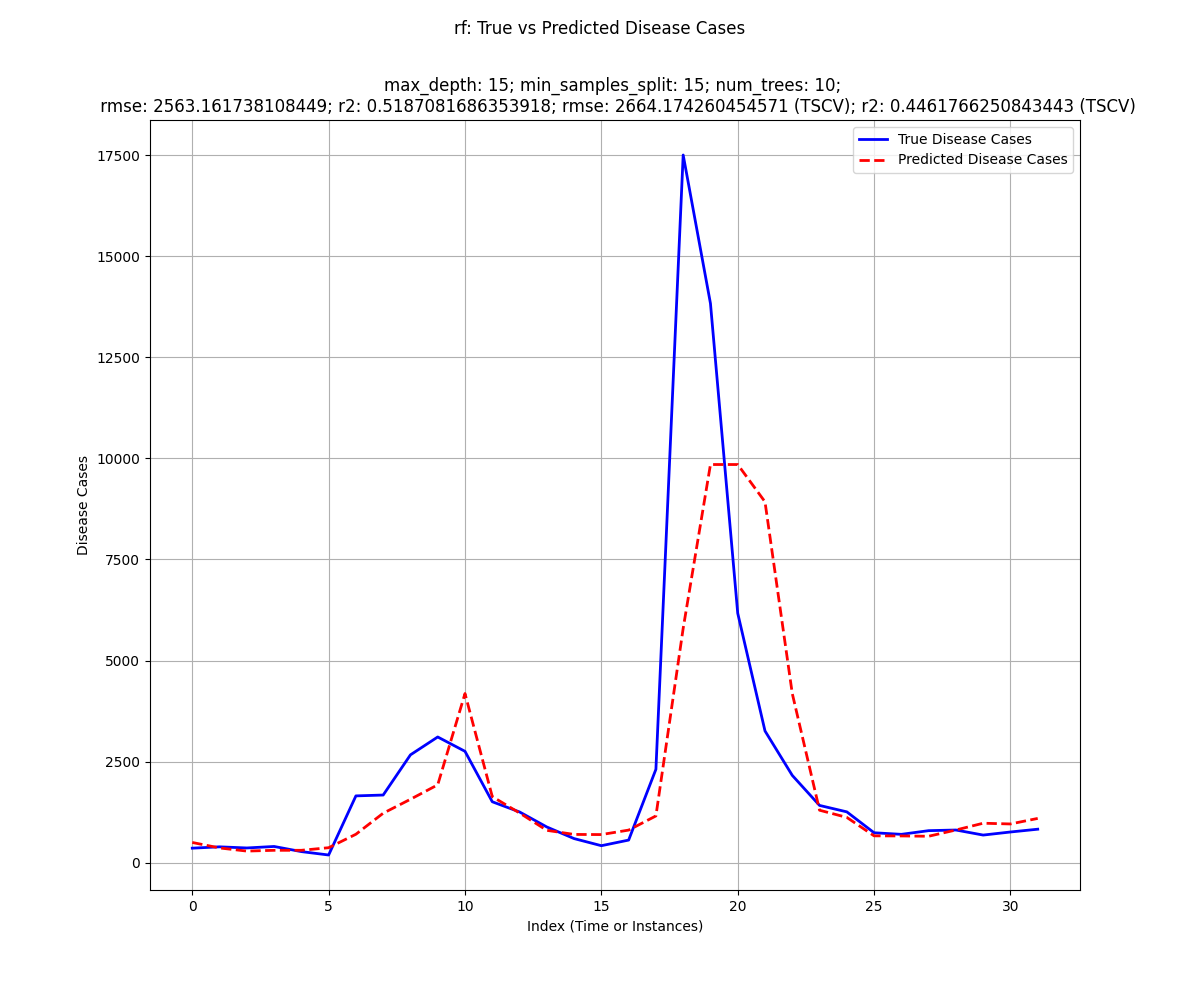 rf: True vs Predicted Disease Cases
max_depth: 15; min_samples_split: 15; num_trees: 10;
rmse: 2563.161738108449; r2: 0.5187081686353918; rmse: 2664.174260454571 (TSCV); r2: 0.4461766250843443 (TSCV)
True Disease Cases
Predicted Disease Cases
17500
15000
12500
10000
7500
5000
2500
0
Disease Cases
0 5 10 15 20 25 30
Index (Time or Instances)